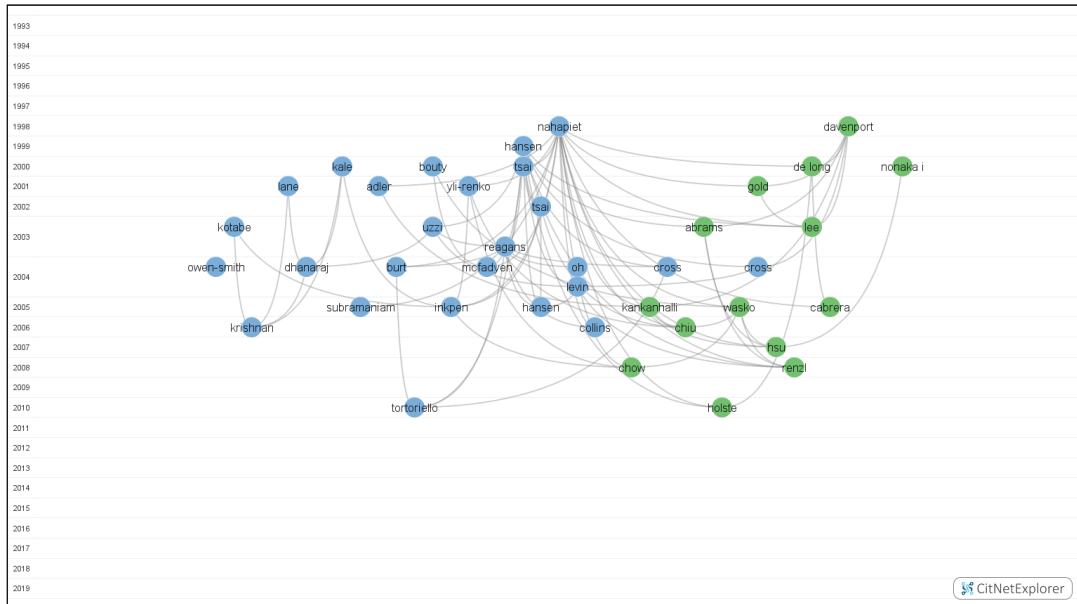 1993
1994
1995
1996
1997
1998 nahapiet davenport
1999 hansen
2000 kale bouty tsai de long nonaka i
2001 lane adler yli-renko gold
2002 tsai
2003 kotabe uzzi abrams lee
reagans
2004 owen-smith dhanaraj burt mcfadyen oh cross cross
levin
2005 subramaniam inkpen hansen kankanhalli wasko cabrera
2006 krishnan collins chiu
2007 hsu
2008 chow renzl
2009
2010 tortoriello holste
2011
2012
2013
2014
2015
2016
2017
2018
2019
CitNetExplorer